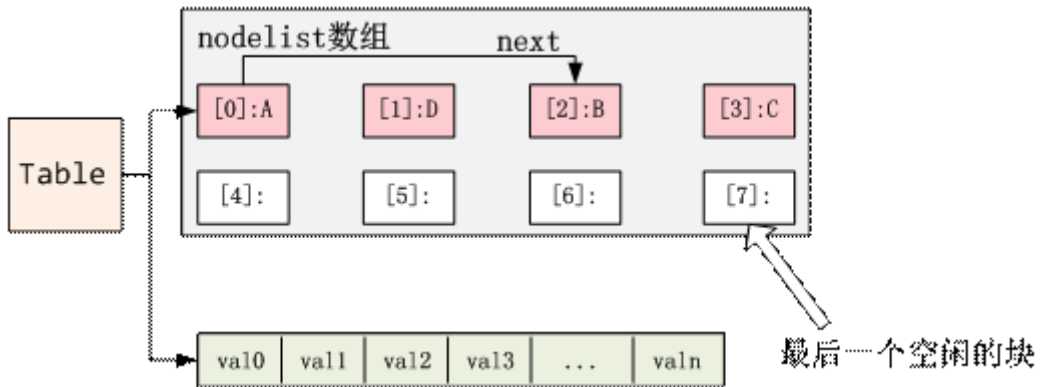 nodelist数组
next
[0]:A
[1]:D
[2]:B
[3]:C
Table
[4]:
[5]:
[6]:
[7]:
val0 val1 val2 val3 ... valn
最后一个空闲的块